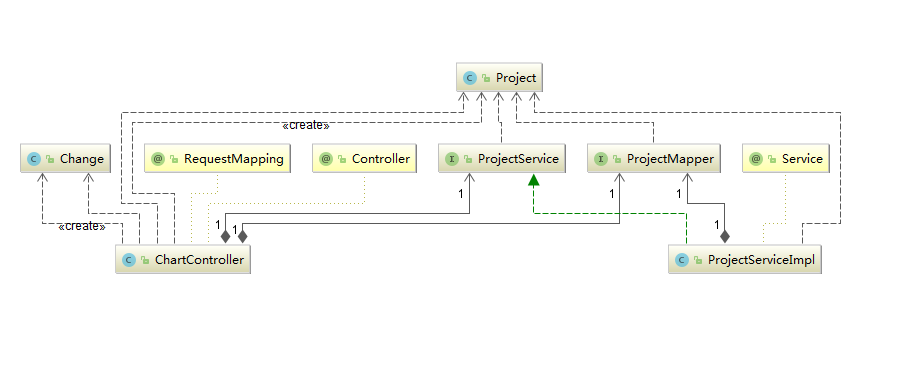 C Project
«create»
C Change
@ RequestMapping
@ Controller
I ProjectService
I ProjectMapper
@ Service
1
1
1
1
1
1
«create»
C ChartController
C ProjectServiceImpl